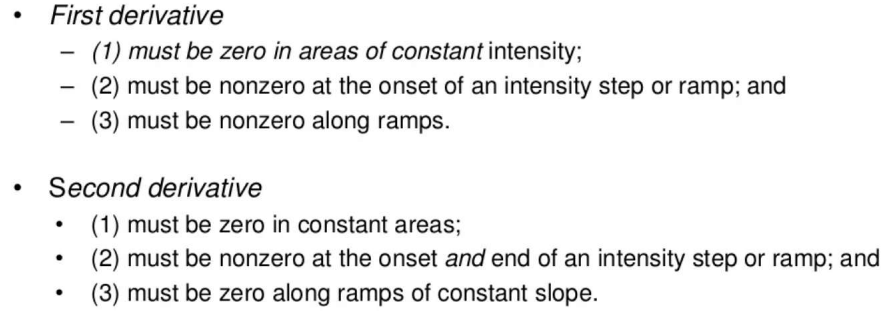 • First derivative
– (1) must be zero in areas of constant intensity;
– (2) must be nonzero at the onset of an intensity step or ramp; and
– (3) must be nonzero along ramps.
• Second derivative
• (1) must be zero in constant areas;
• (2) must be nonzero at the onset and end of an intensity step or ramp; and
• (3) must be zero along ramps of constant slope.